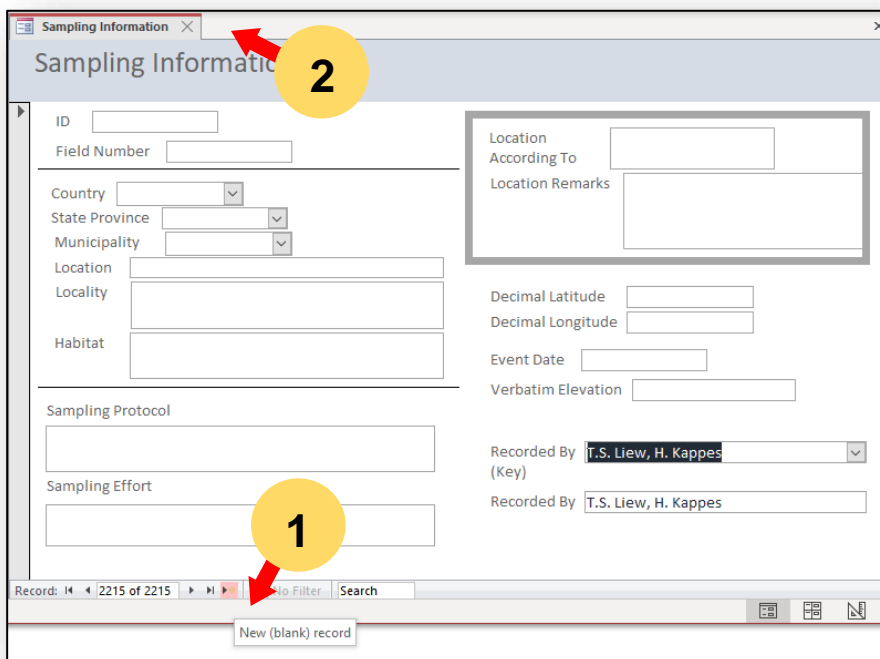 Sampling Information
Sampling Informatic
2
ID
Field Number
Country
State Province
Municipality
Location
Locality
Habitat
Sampling Protocol
Sampling Effort
Location
According To
Location Remarks
Decimal Latitude
Decimal Longitude
Event Date
Verbatim Elevation
Recorded By
(Key)
T.S. Liew, H. Kappes
Recorded By
T.S. Liew, H. Kappes
1
Record:
2215 of 2215
No Filter
Search
New (blank) record